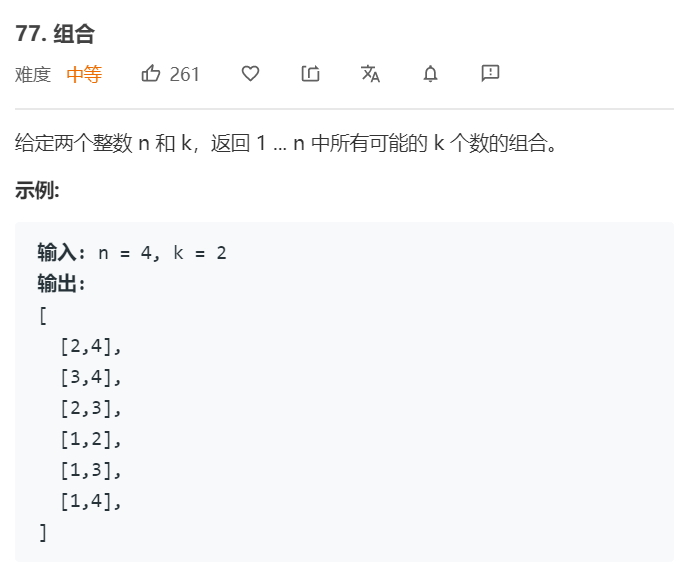 77. 组合
难度 中等 261
给定两个整数 n 和 k，返回 1 ... n 中所有可能的 k 个数的组合。
示例:
输入: n = 4, k = 2
输出:
[
  [2,4],
  [3,4],
  [2,3],
  [1,2],
  [1,3],
  [1,4],
]